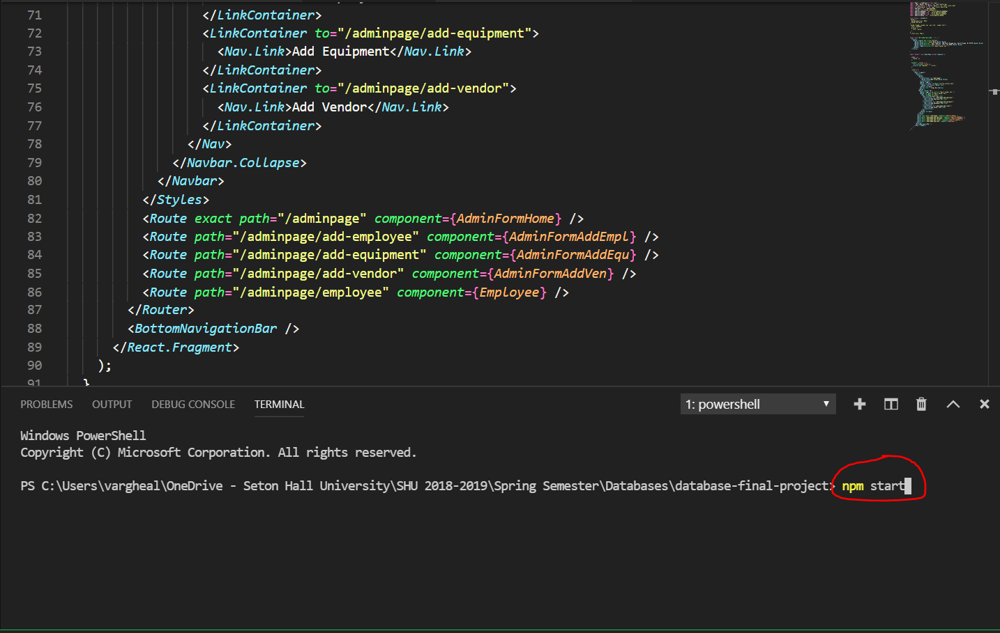 71 </LinkContainer>
72 <LinkContainer to="/adminpage/add-equipment">
73 <Nav.Link>Add Equipment</Nav.Link>
74 </LinkContainer>
75 <LinkContainer to="/adminpage/add-vendor">
76 <Nav.Link>Add Vendor</Nav.Link>
77 </LinkContainer>
78 </Nav>
79 </Navbar.Collapse>
80 </Navbar>
81 </Styles>
82 <Route exact path="/adminpage" component={AdminFormHome} />
83 <Route path="/adminpage/add-employee" component={AdminFormAddEmpl} />
84 <Route path="/adminpage/add-equipment" component={AdminFormAddEqu} />
85 <Route path="/adminpage/add-vendor" component={AdminFormAddVen} />
86 <Route path="/adminpage/employee" component={Employee} />
87 </Router>
88 <BottomNavigationBar />
89 </React.Fragment>
90 );
91 }
PROBLEMS OUTPUT DEBUG CONSOLE TERMINAL 1: powershell
Windows PowerShell
Copyright (C) Microsoft Corporation. All rights reserved.
PS C:\Users\vargheal\OneDrive - Seton Hall University\SHU 2018-2019\Spring Semester\Databases\database-final-project> npm start